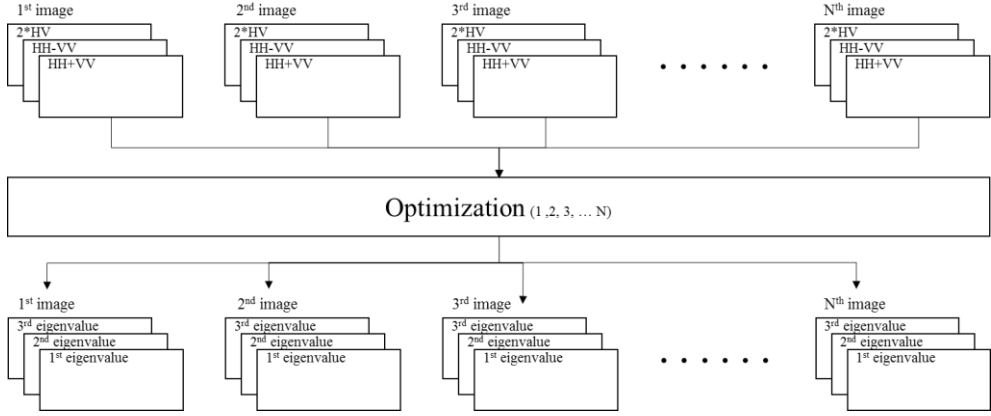 1st image
2*HV
HH-VV
HH+VV
2nd image
2*HV
HH-VV
HH+VV
3rd image
2*HV
HH-VV
HH+VV
Nth image
2*HV
HH-VV
HH+VV
Optimization (1 ,2, 3, … N)
1st image
3rd eigenvalue
2nd eigenvalue
1st eigenvalue
2nd image
3rd eigenvalue
2nd eigenvalue
1st eigenvalue
3rd image
3rd eigenvalue
2nd eigenvalue
1st eigenvalue
Nth image
3rd eigenvalue
2nd eigenvalue
1st eigenvalue